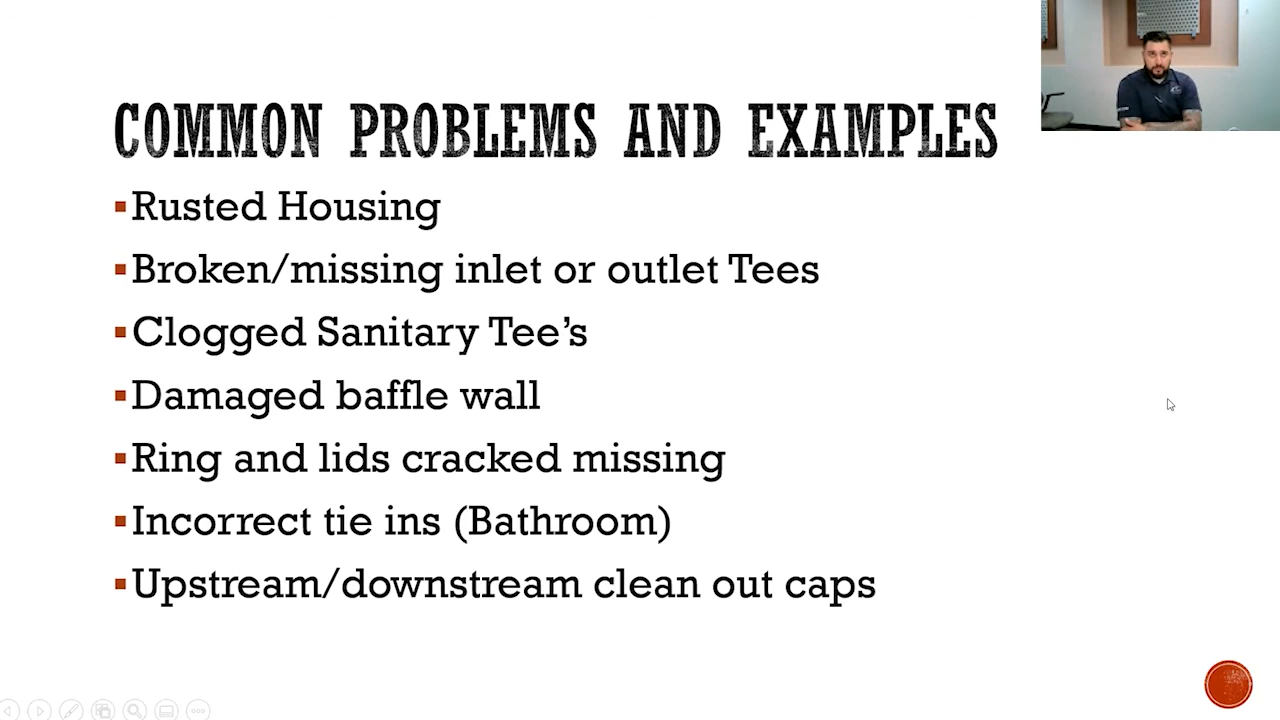 COMMON PROBLEMS AND EXAMPLES
Rusted Housing
Broken/missing inlet or outlet Tees
Clogged Sanitary Tee’s
Damaged baffle wall
Ring and lids cracked missing
Incorrect tie ins (Bathroom)
Upstream/downstream clean out caps